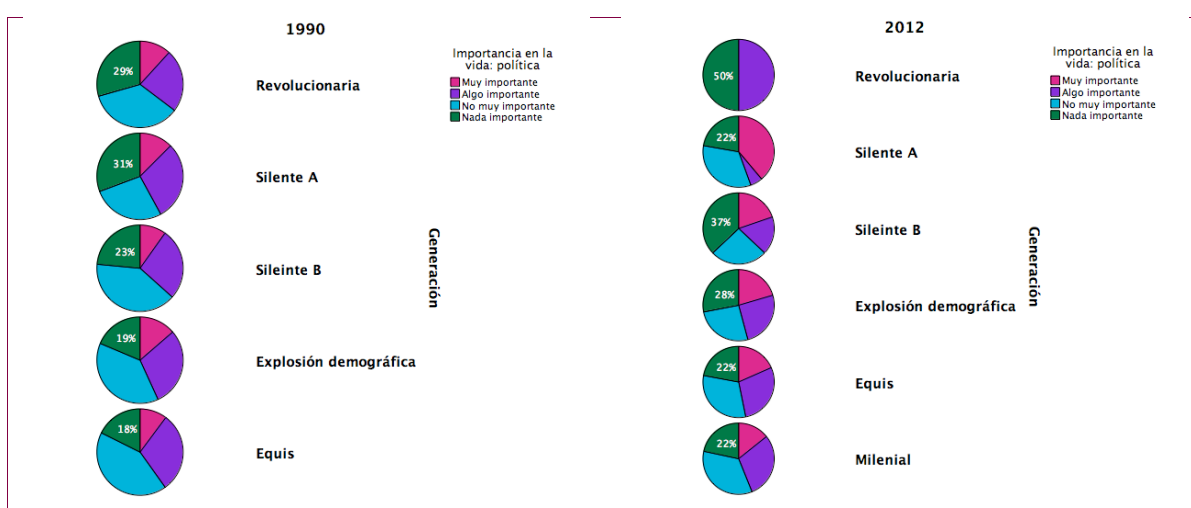 1990
Importancia en la
vida: política
Muy importante
Algo importante
No muy importante
Nada importante
29%
Revolucionaria
31%
Silente A
23%
Sileinte B
19%
Explosión demográfica
18%
Equis
Generación
2012
Importancia en la
vida: política
Muy importante
Algo importante
No muy importante
Nada importante
50%
Revolucionaria
22%
Silente A
37%
Sileinte B
28%
Explosión demográfica
22%
Equis
22%
Milenial
Generación